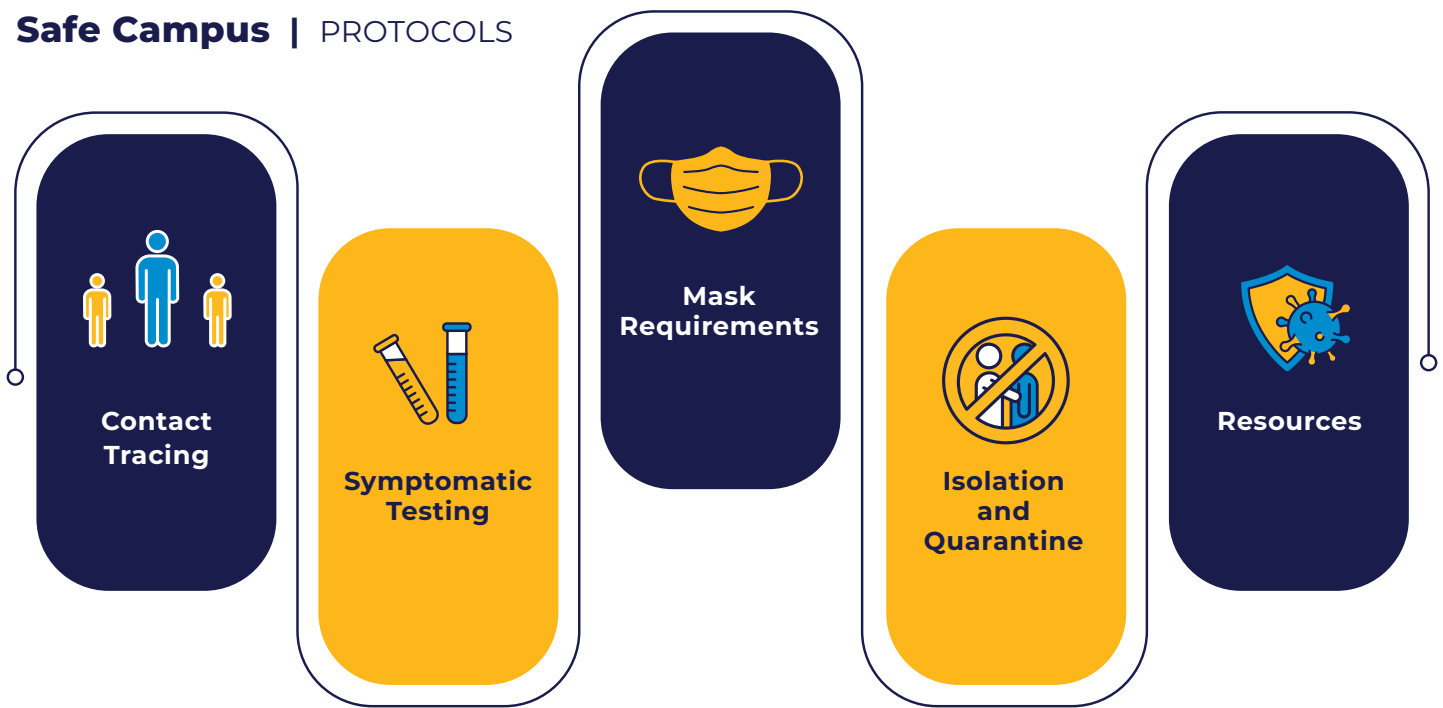 Safe Campus | PROTOCOLS
Contact
Tracing
Symptomatic
Testing
Mask
Requirements
Isolation
and
Quarantine
Resources